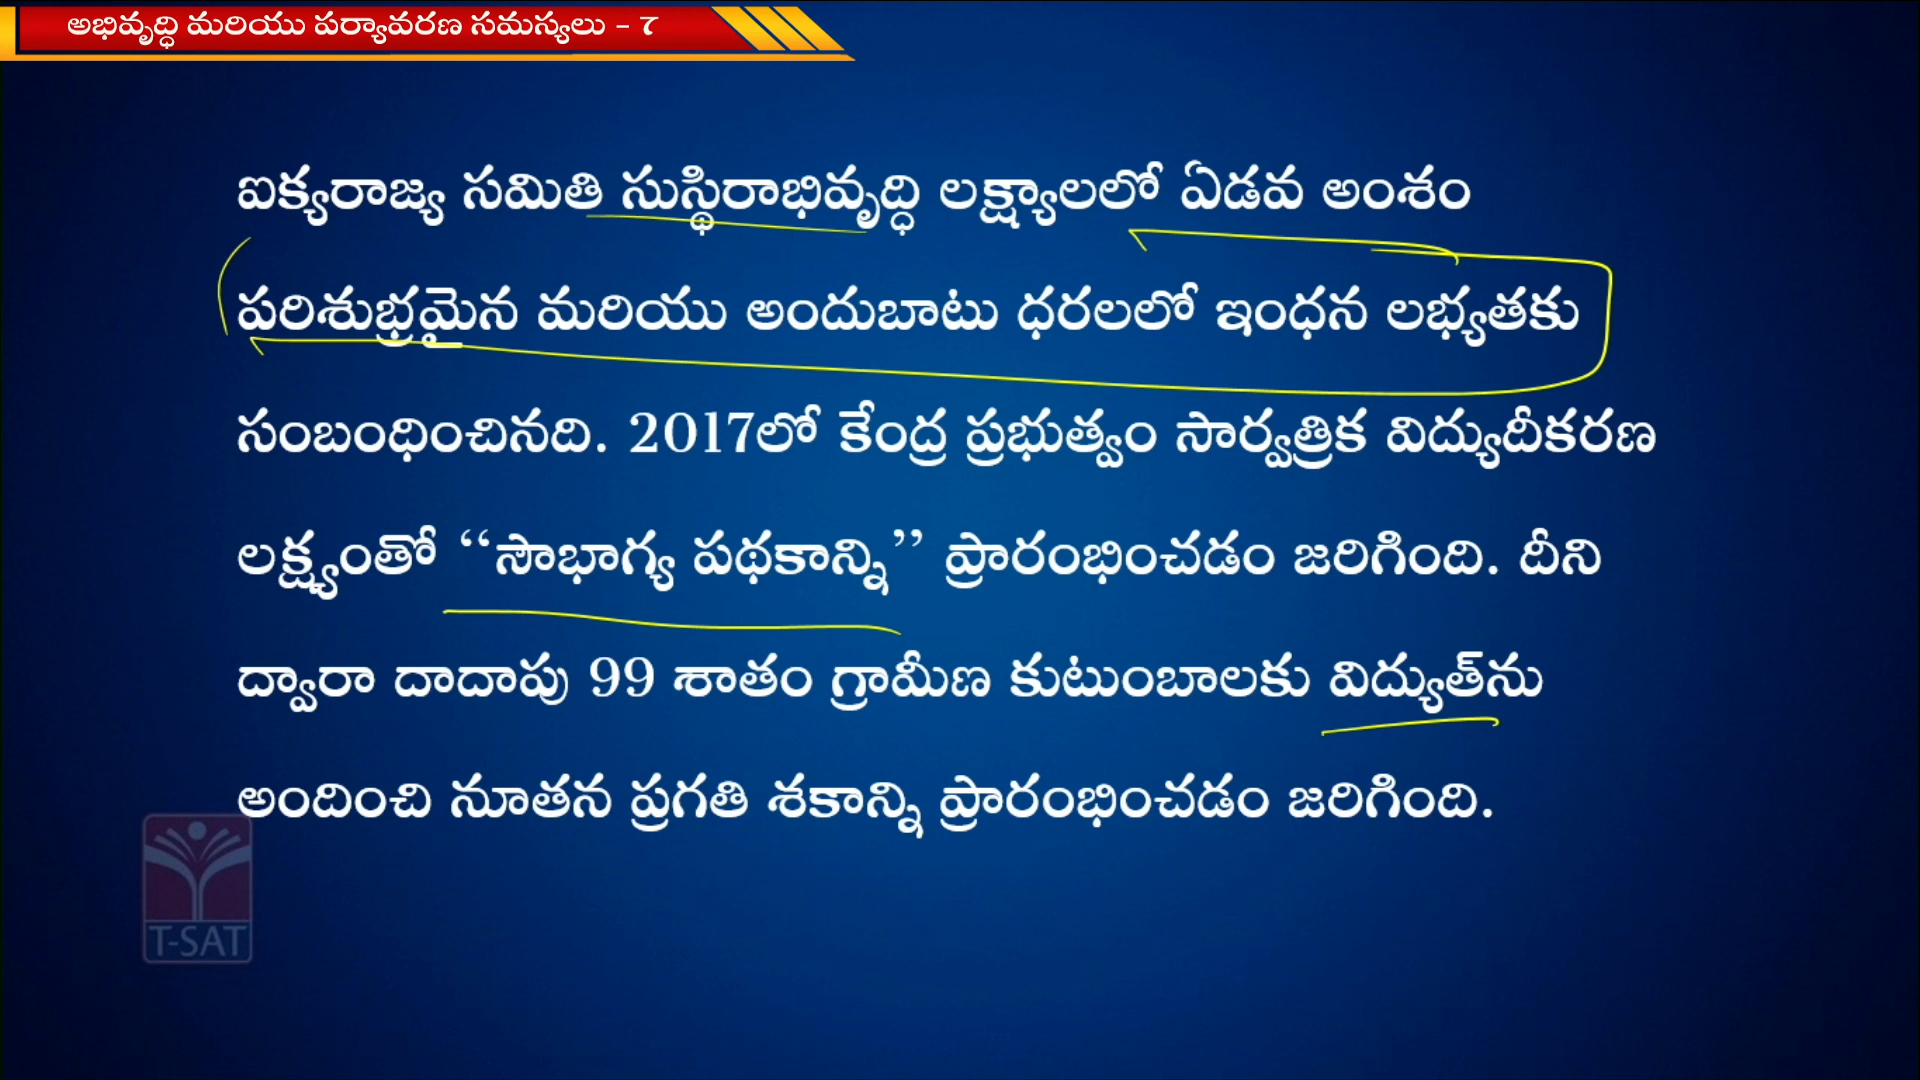 అభివృద్ధి మరియు పర్యావరణ సమస్యలు - 7
ఐక్యరాజ్య సమితి సుస్థిరాభివృద్ధి లక్ష్యాలలో ఏడవ అంశం
పరిశుభ్రమైన మరియు అందుబాటు ధరలలో ఇంధన లభ్యతకు
సంబంధించినది. 2017లో కేంద్ర ప్రభుత్వం సార్వత్రిక విద్యుదీకరణ
లక్ష్యంతో “సౌభాగ్య పథకాన్ని” ప్రారంభించడం జరిగింది. దీని
ద్వారా దాదాపు 99 శాతం గ్రామీణ కుటుంబాలకు విద్యుత్‌ను
అందించి నూతన ప్రగతి శకాన్ని ప్రారంభించడం జరిగింది.
T-SAT